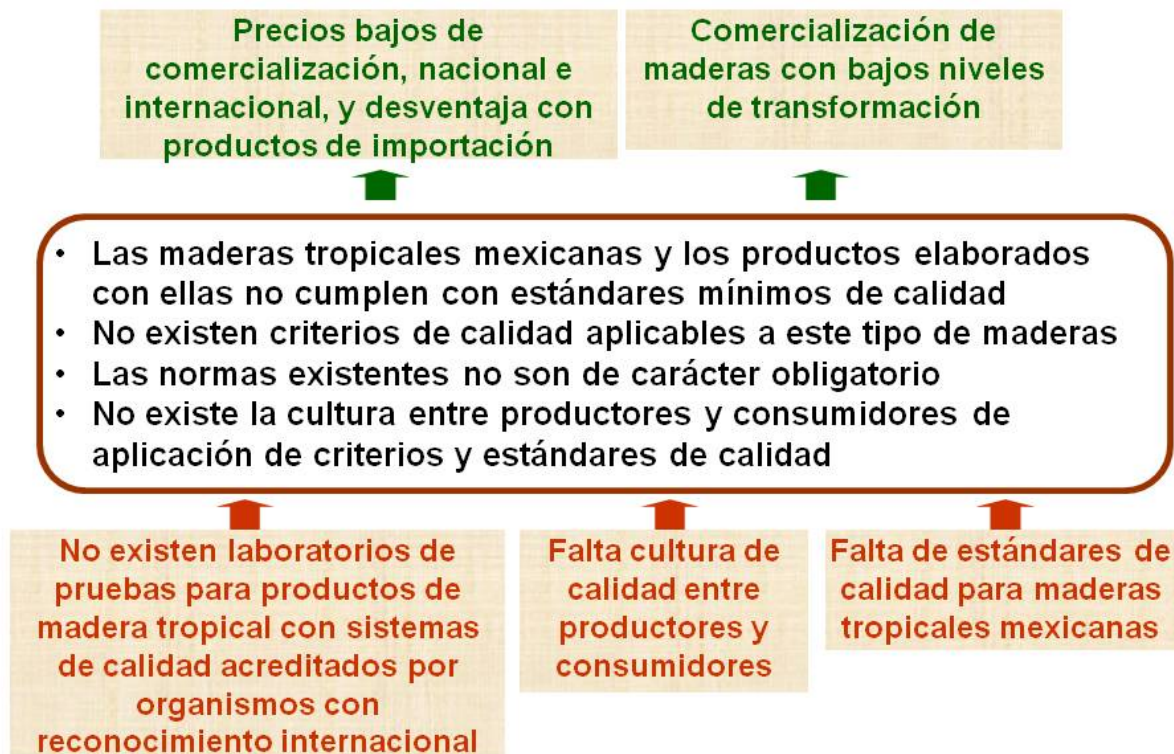 Precios bajos de
comercialización, nacional e
internacional, y desventaja con
productos de importación
Comercialización de
maderas con bajos niveles
de transformación
• Las maderas tropicales mexicanas y los productos elaborados
con ellas no cumplen con estándares mínimos de calidad
• No existen criterios de calidad aplicables a este tipo de maderas
• Las normas existentes no son de carácter obligatorio
• No existe la cultura entre productores y consumidores de
aplicación de criterios y estándares de calidad
No existen laboratorios de
pruebas para productos de
madera tropical con sistemas
de calidad acreditados por
organismos con
reconocimiento internacional
Falta cultura de
calidad entre
productores y
consumidores
Falta de estándares de
calidad para maderas
tropicales mexicanas